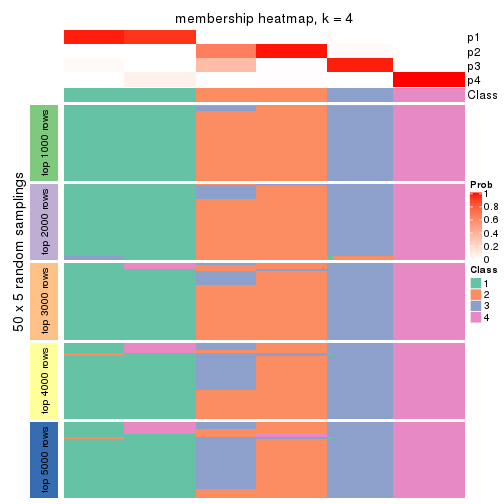 membership heatmap, k = 4
p1
p2
p3
p4
Class
50 x 5 random samplings
top 1000 rows
top 2000 rows
top 3000 rows
top 4000 rows
top 5000 rows
Prob
1
0.8
0.6
0.4
0.2
0
Class
1
2
3
4